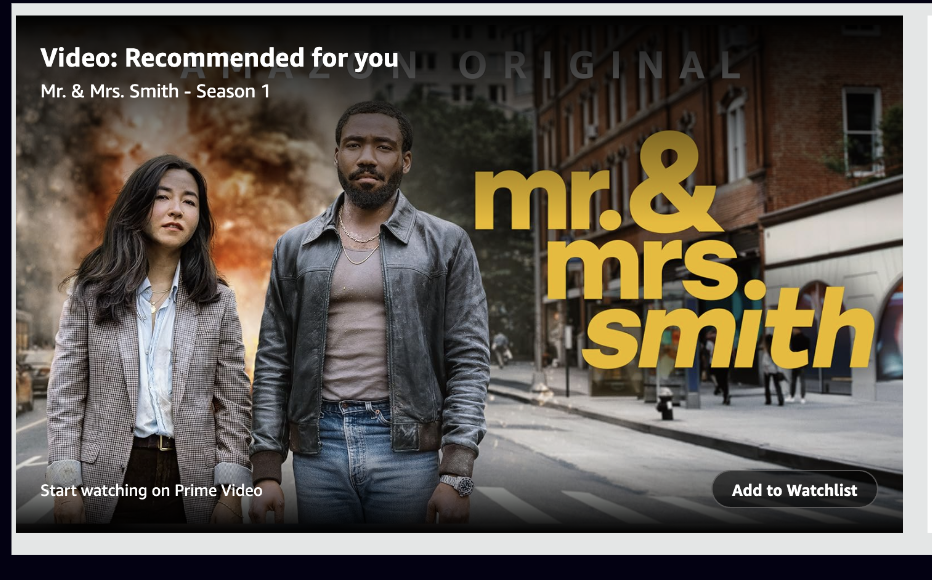 AMAZON ORIGINAL
Video: Recommended for you
Mr. & Mrs. Smith - Season 1
mr.&
mrs.
smith
Start watching on Prime Video
Add to Watchlist